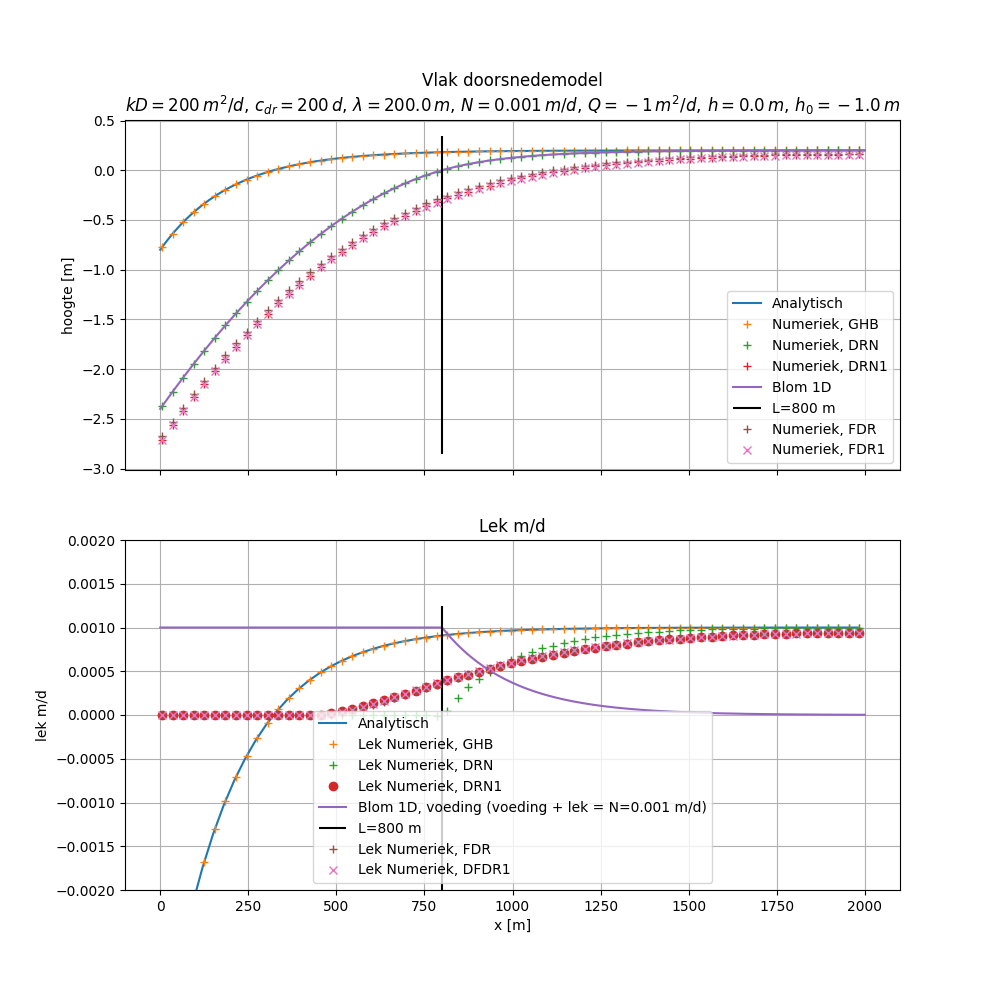 Vlak doorsnedemodel
kD = 200 m²/d, c_dr = 200 d, λ = 200.0 m, N = 0.001 m/d, Q = −1 m²/d, h = 0.0 m, h₀ = −1.0 m
0.5
0.0
−0.5
−1.0
−1.5
−2.0
−2.5
−3.0
hoogte [m]
Analytisch
Numeriek, GHB
Numeriek, DRN
Numeriek, DRN1
Blom 1D
L=800 m
Numeriek, FDR
Numeriek, FDR1
Lek m/d
0.0020
0.0015
0.0010
0.0005
0.0000
−0.0005
−0.0010
−0.0015
−0.0020
lek m/d
Analytisch
Lek Numeriek, GHB
Lek Numeriek, DRN
Lek Numeriek, DRN1
Blom 1D, voeding (voeding + lek = N=0.001 m/d)
L=800 m
Lek Numeriek, FDR
Lek Numeriek, DFDR1
0 250 500 750 1000 1250 1500 1750 2000
x [m]